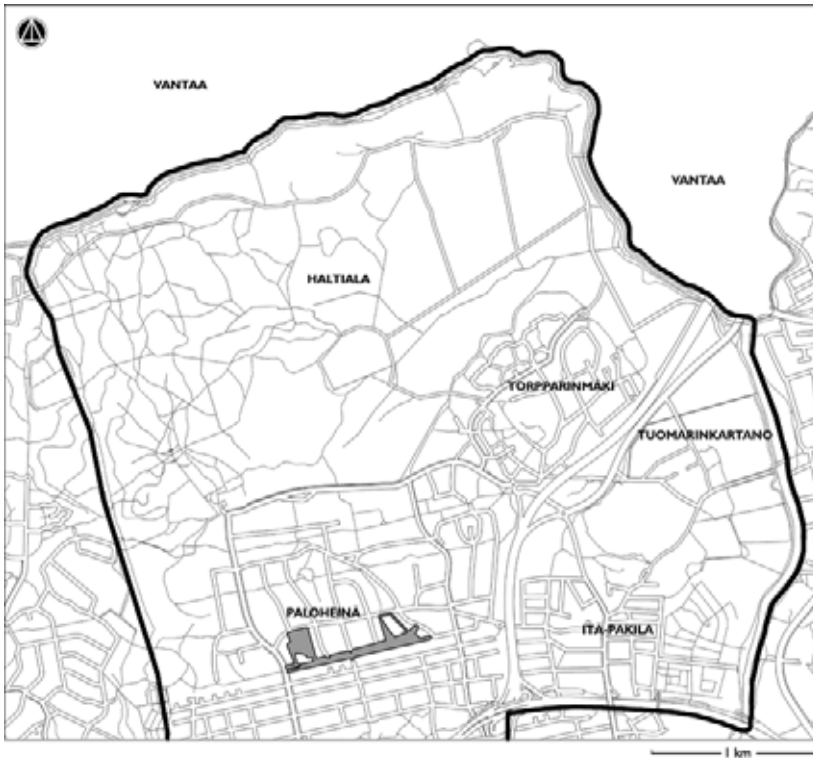 VANTAA
VANTAA
HALTIALA
TORPPARINMÄKI
TUOMARINKARTANO
PALOHEINÄ
ITÄ-PAKILA
1 km